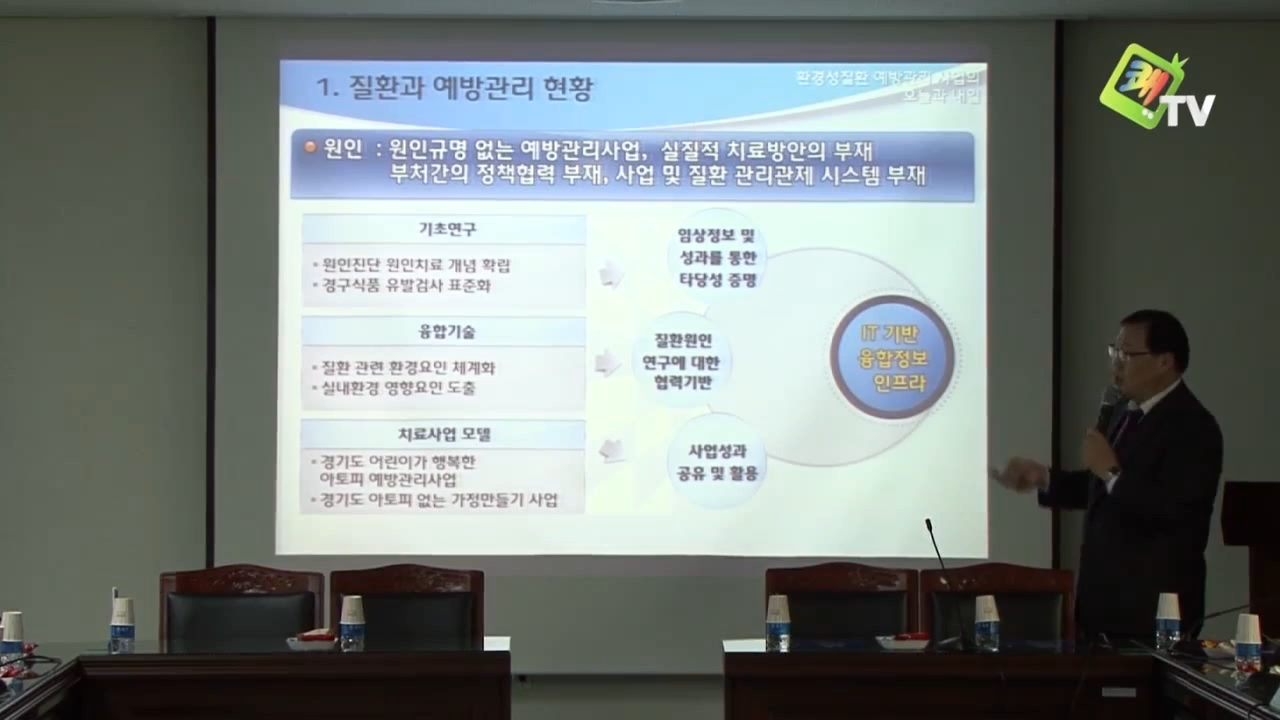 1. 질환과 예방관리 현황
환경성질환 예방관리 사업의
오늘과 내일
쾌TV
원인 : 원인규명 없는 예방관리사업, 실질적 치료방안의 부재
부처간의 정책협력 부재, 사업 및 질환 관리관제 시스템 부재
기초연구
▪원인진단 원인치료 개념 확립
▪경구식품 유발검사 표준화
융합기술
▪질환 관련 환경요인 체계화
▪실내환경 영향요인 도출
치료사업 모델
▪경기도 어린이가 행복한
아토피 예방관리사업
▪경기도 아토피 없는 가정만들기 사업
임상정보 및
성과를 통한
타당성 증명
질환원인
연구에 대한
협력기반
사업성과
공유 및 활용
IT 기반
융합정보
인프라